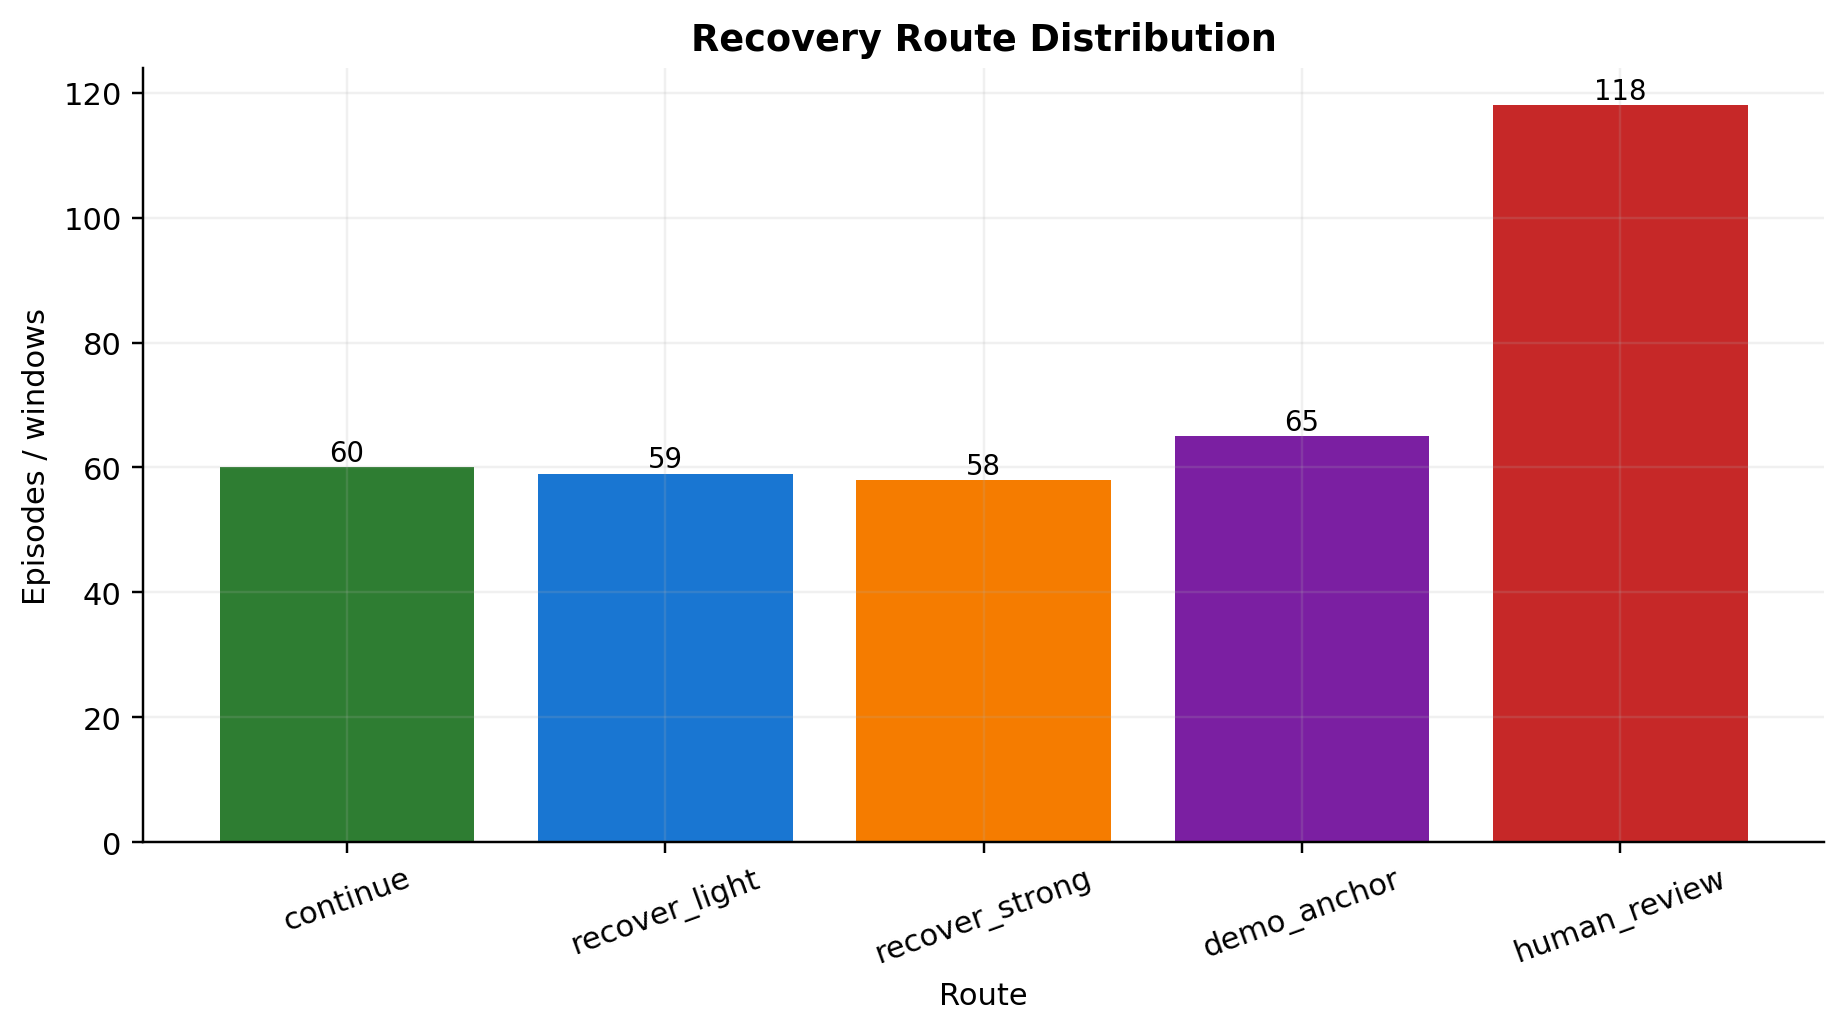 Recovery Route Distribution
Episodes / windows
120
100
80
60
40
20
0
60
59
58
65
118
continue
recover_light
recover_strong
demo_anchor
human_review
Route